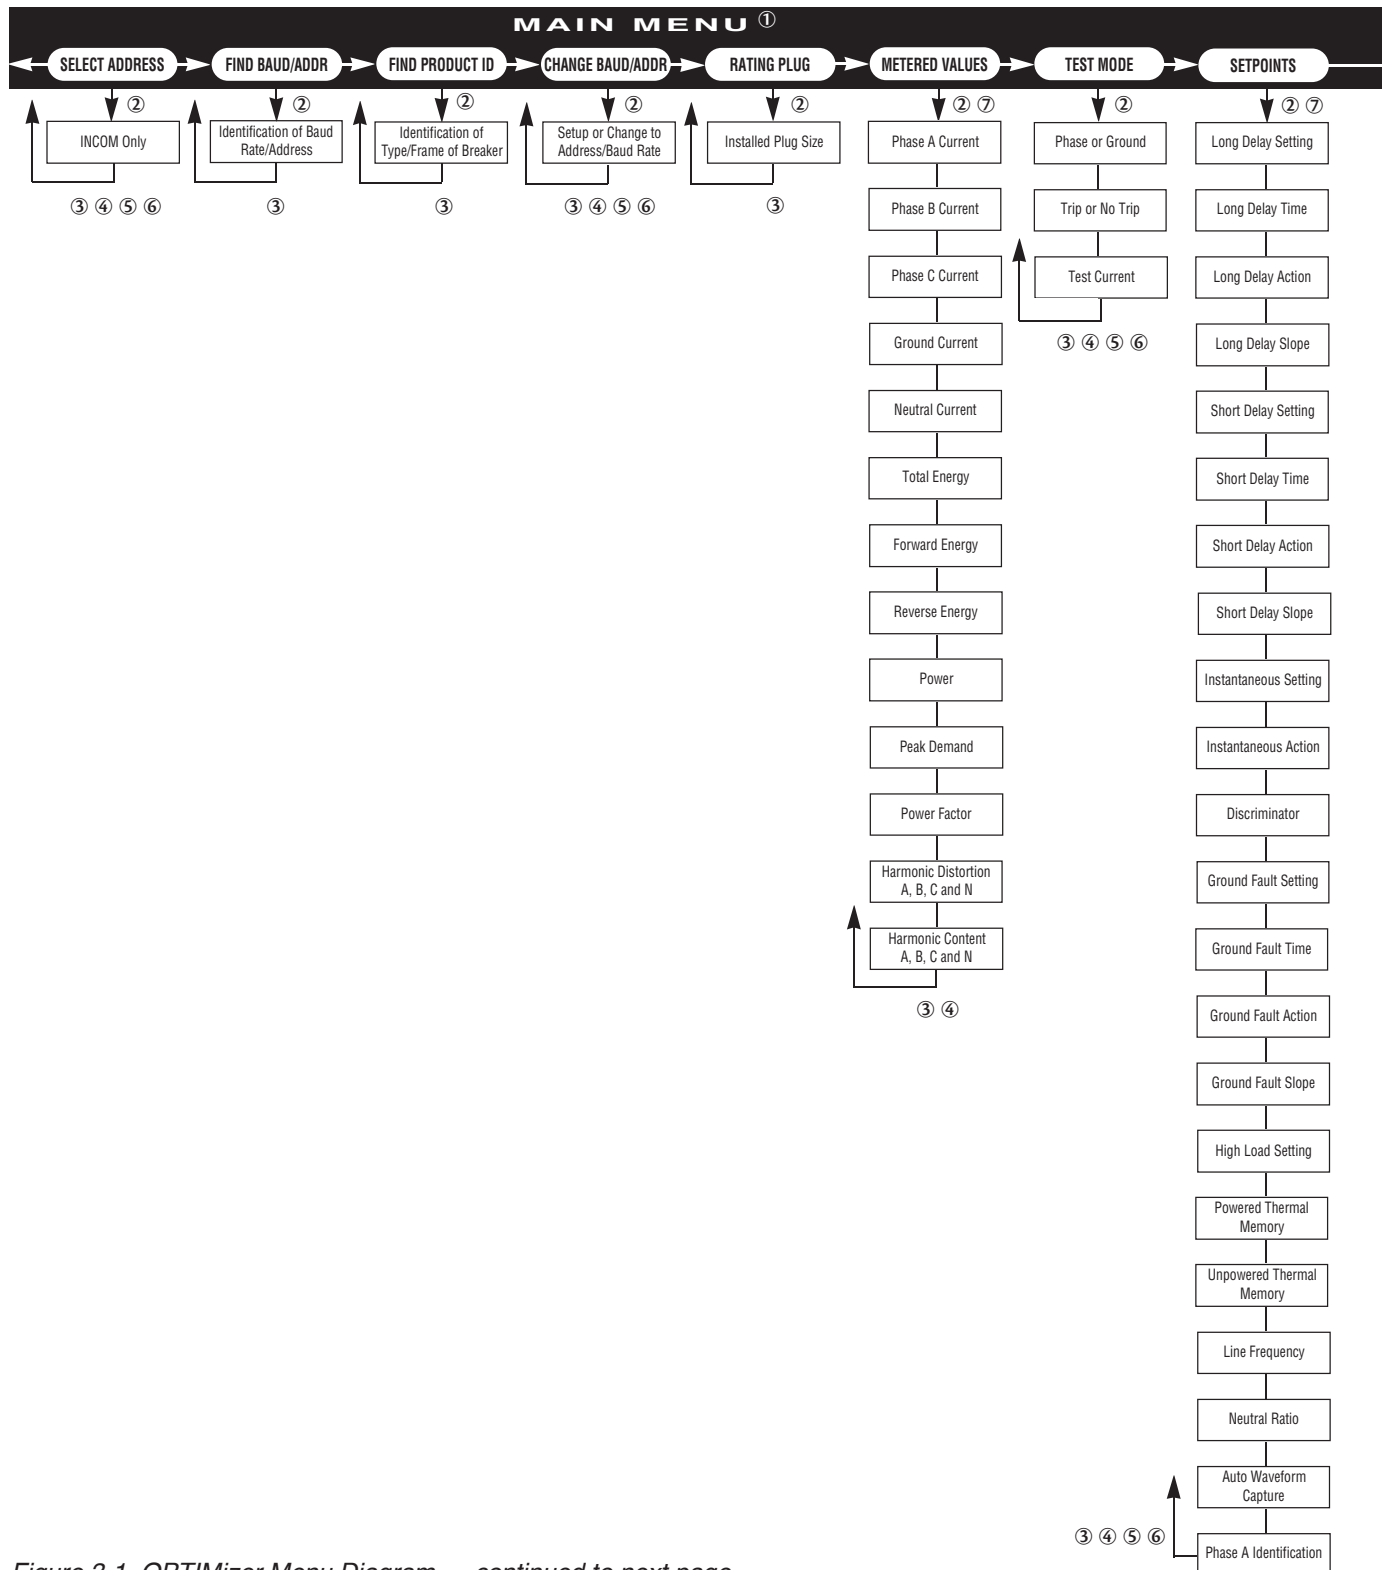 MAIN MENU ①
SELECT ADDRESS
FIND BAUD/ADDR
FIND PRODUCT ID
CHANGE BAUD/ADDR
RATING PLUG
METERED VALUES
TEST MODE
SETPOINTS
②
②
②
②
②
② ⑦
②
② ⑦
INCOM Only
③ ④ ⑤ ⑥
Identification of Baud
Rate/Address
③
Identification of
Type/Frame of Breaker
③
Setup or Change to
Address/Baud Rate
③ ④ ⑤ ⑥
Installed Plug Size
③
Phase A Current
Phase B Current
Phase C Current
Ground Current
Neutral Current
Total Energy
Forward Energy
Reverse Energy
Power
Peak Demand
Power Factor
Harmonic Distortion
A, B, C and N
Harmonic Content
A, B, C and N
③ ④
Phase or Ground
Trip or No Trip
Test Current
③ ④ ⑤ ⑥
Long Delay Setting
Long Delay Time
Long Delay Action
Long Delay Slope
Short Delay Setting
Short Delay Time
Short Delay Action
Short Delay Slope
Instantaneous Setting
Instantaneous Action
Discriminator
Ground Fault Setting
Ground Fault Time
Ground Fault Action
Ground Fault Slope
High Load Setting
Powered Thermal
Memory
Unpowered Thermal
Memory
Line Frequency
Neutral Ratio
Auto Waveform
Capture
Phase A Identification
③ ④ ⑤ ⑥